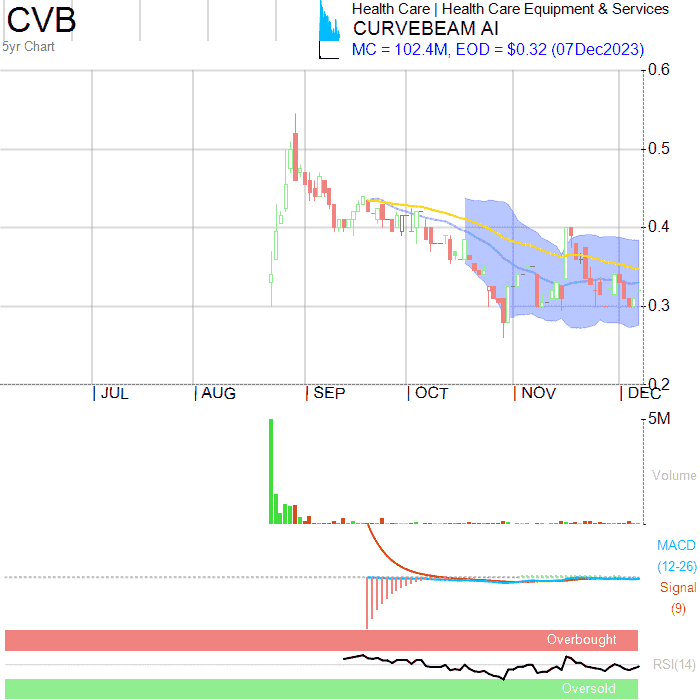 CVB
5yr Chart
Health Care | Health Care Equipment & Services
CURVEBEAM AI
MC = 102.4M, EOD = $0.32 (07Dec2023)
0.6
0.5
0.4
0.3
0.2
JUL AUG SEP OCT NOV DEC
5M
Volume
MACD
(12-26)
Signal
(9)
Overbought
RSI(14)
Oversold